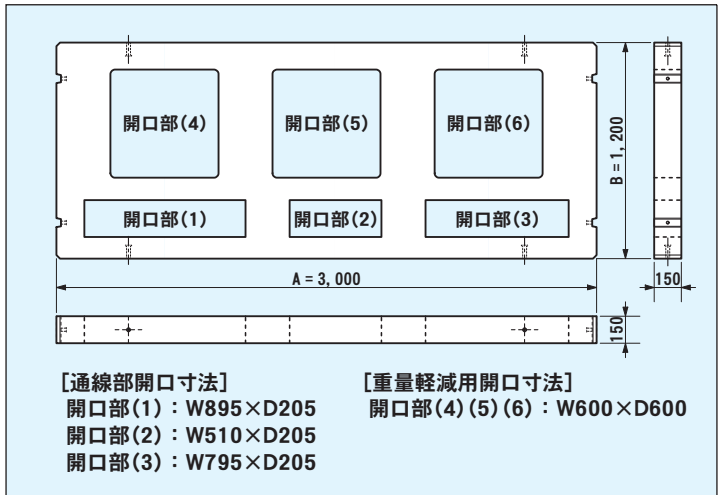 開口部(4)
開口部(5)
開口部(6)
開口部(1)
開口部(2)
開口部(3)
B=1,200
A=3,000
150
150
[通線部開口寸法]
開口部(1)：W895×D205
開口部(2)：W510×D205
開口部(3)：W795×D205
[重量軽減用開口寸法]
開口部(4)(5)(6)：W600×D600